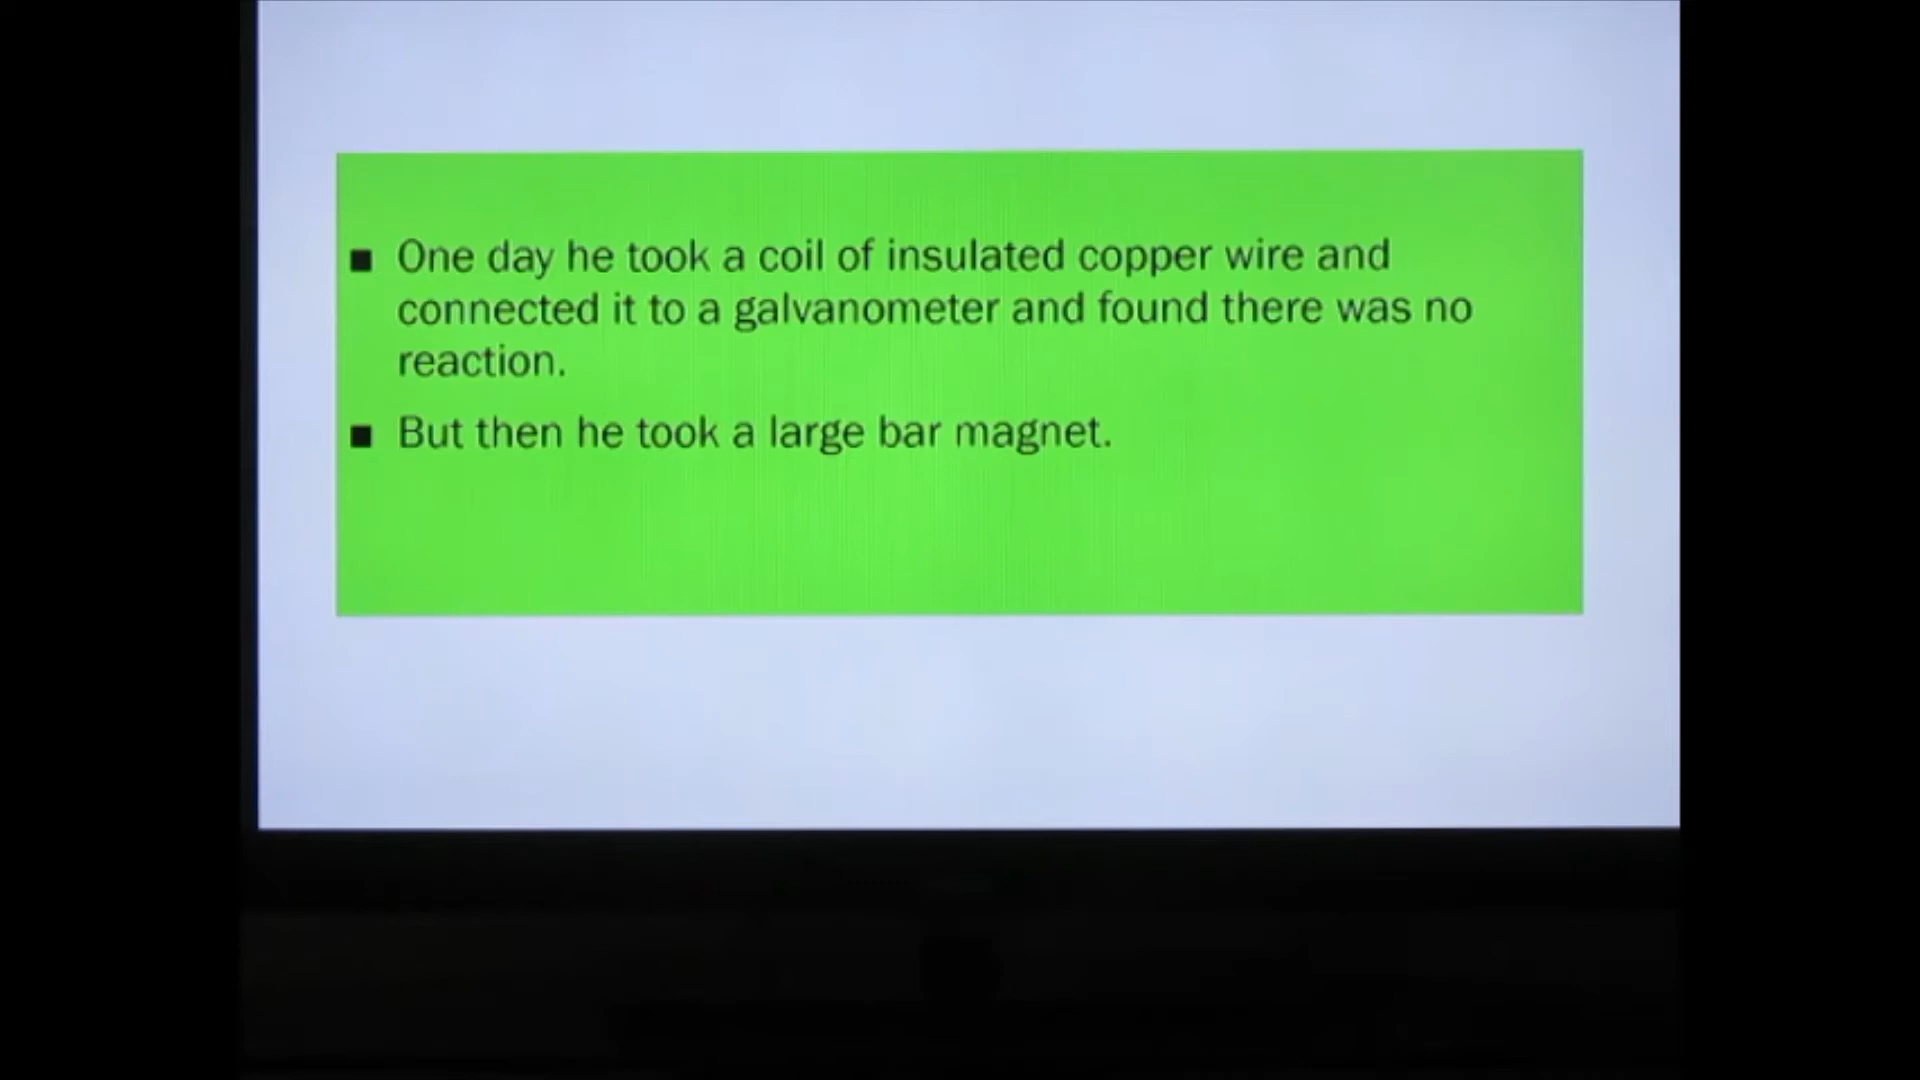 One day he took a coil of insulated copper wire and
connected it to a galvanometer and found there was no
reaction.
But then he took a large bar magnet.